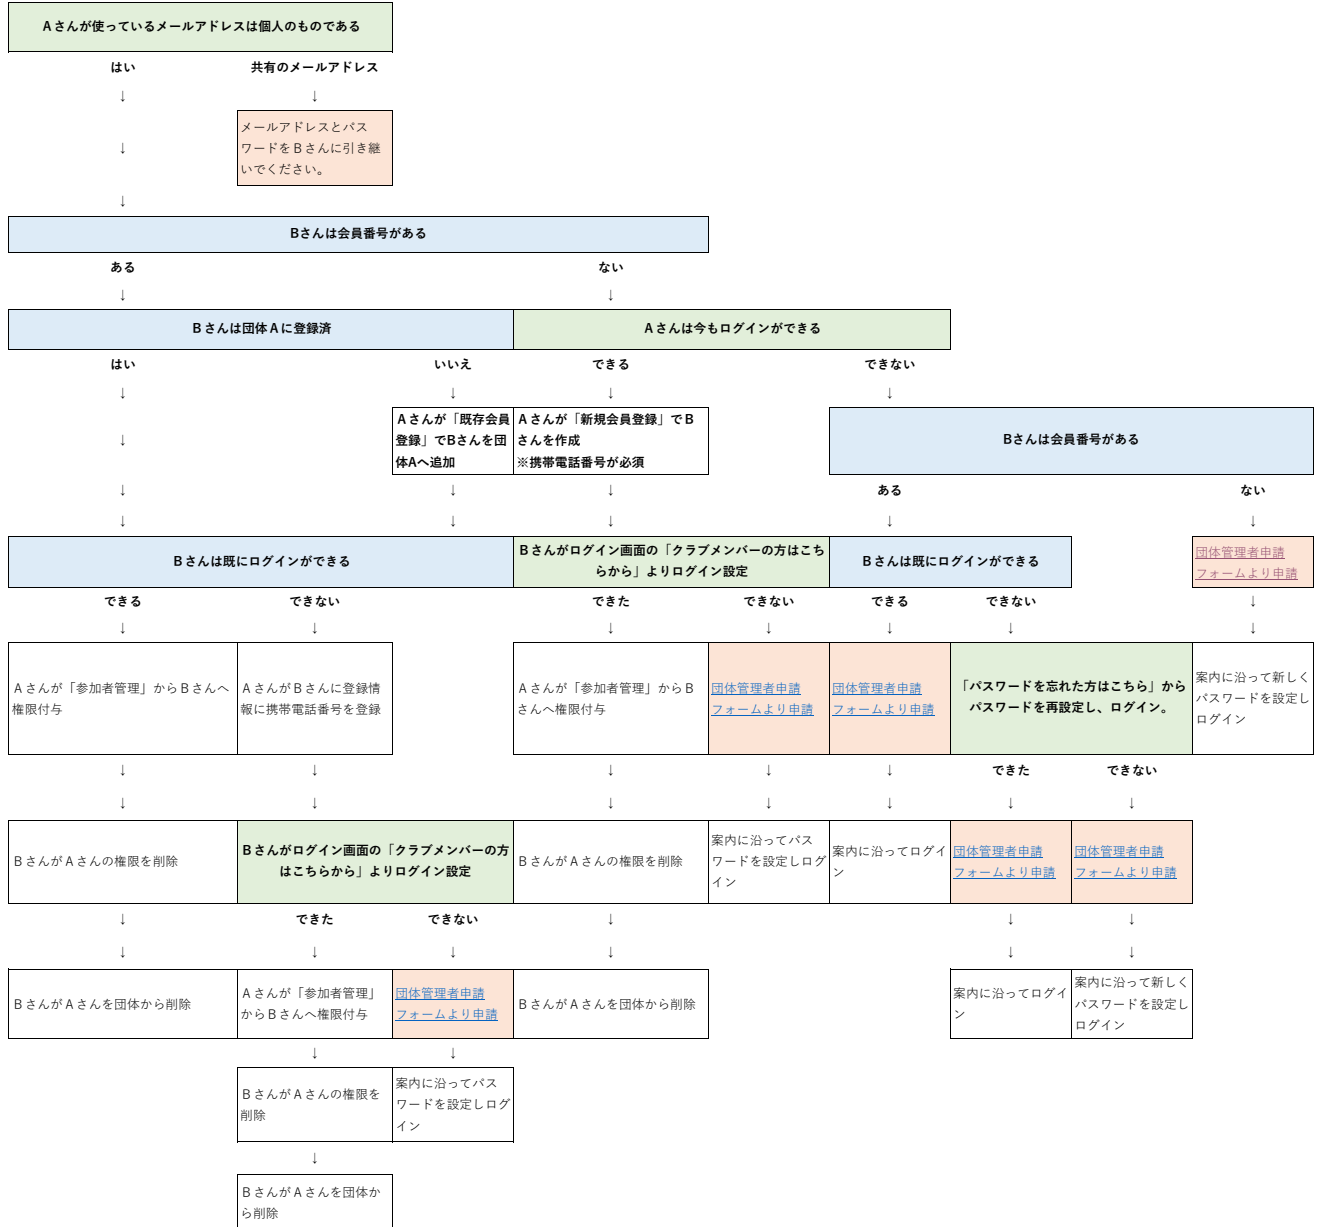 Ａさんが使っているメールアドレスは個人のものである
はい
共有のメールアドレス
↓
↓
↓
メールアドレスとパス
ワードをＢさんに引き継
いでください。
↓
Bさんは会員番号がある
ある
ない
↓
↓
Ｂさんは団体Ａに登録済
Ａさんは今もログインができる
はい
いいえ
できる
できない
↓
↓
↓
↓
↓
Ａさんが「既存会員
登録」でBさんを団
体Aへ追加
Ａさんが「新規会員登録」でＢ
さんを作成
※携帯電話番号が必須
Bさんは会員番号がある
↓
↓
↓
ある
ない
↓
↓
↓
↓
↓
Ｂさんは既にログインができる
Ｂさんがログイン画面の「クラブメンバーの方はこち
らから」よりログイン設定
Ｂさんは既にログインができる
団体管理者申請
フォームより申請
できる
できない
できた
できない
できる
できない
↓
↓
↓
↓
↓
↓
↓
↓
Ａさんが「参加者管理」からＢさんへ
権限付与
ＡさんがＢさんに登録情
報に携帯電話番号を登録
Ａさんが「参加者管理」からＢ
さんへ権限付与
団体管理者申請
フォームより申請
団体管理者申請
フォームより申請
「パスワードを忘れた方はこちら」から
パスワードを再設定し、ログイン。
案内に沿って新しく
パスワードを設定し
ログイン
↓
↓
↓
↓
↓
できた
できない
↓
↓
↓
↓
↓
↓
↓
ＢさんがＡさんの権限を削除
Ｂさんがログイン画面の「クラブメンバーの方
はこちらから」よりログイン設定
ＢさんがＡさんの権限を削除
案内に沿ってパス
ワードを設定しログ
イン
案内に沿ってログイ
ン
団体管理者申請
フォームより申請
団体管理者申請
フォームより申請
↓
できた
できない
↓
↓
↓
↓
↓
↓
↓
↓
↓
ＢさんがＡさんを団体から削除
Ａさんが「参加者管理」
からＢさんへ権限付与
団体管理者申請
フォームより申請
ＢさんがＡさんを団体から削除
案内に沿ってログイ
ン
案内に沿って新しく
パスワードを設定し
ログイン
↓
↓
ＢさんがＡさんの権限を
削除
案内に沿ってパス
ワードを設定しログ
イン
↓
ＢさんがＡさんを団体か
ら削除